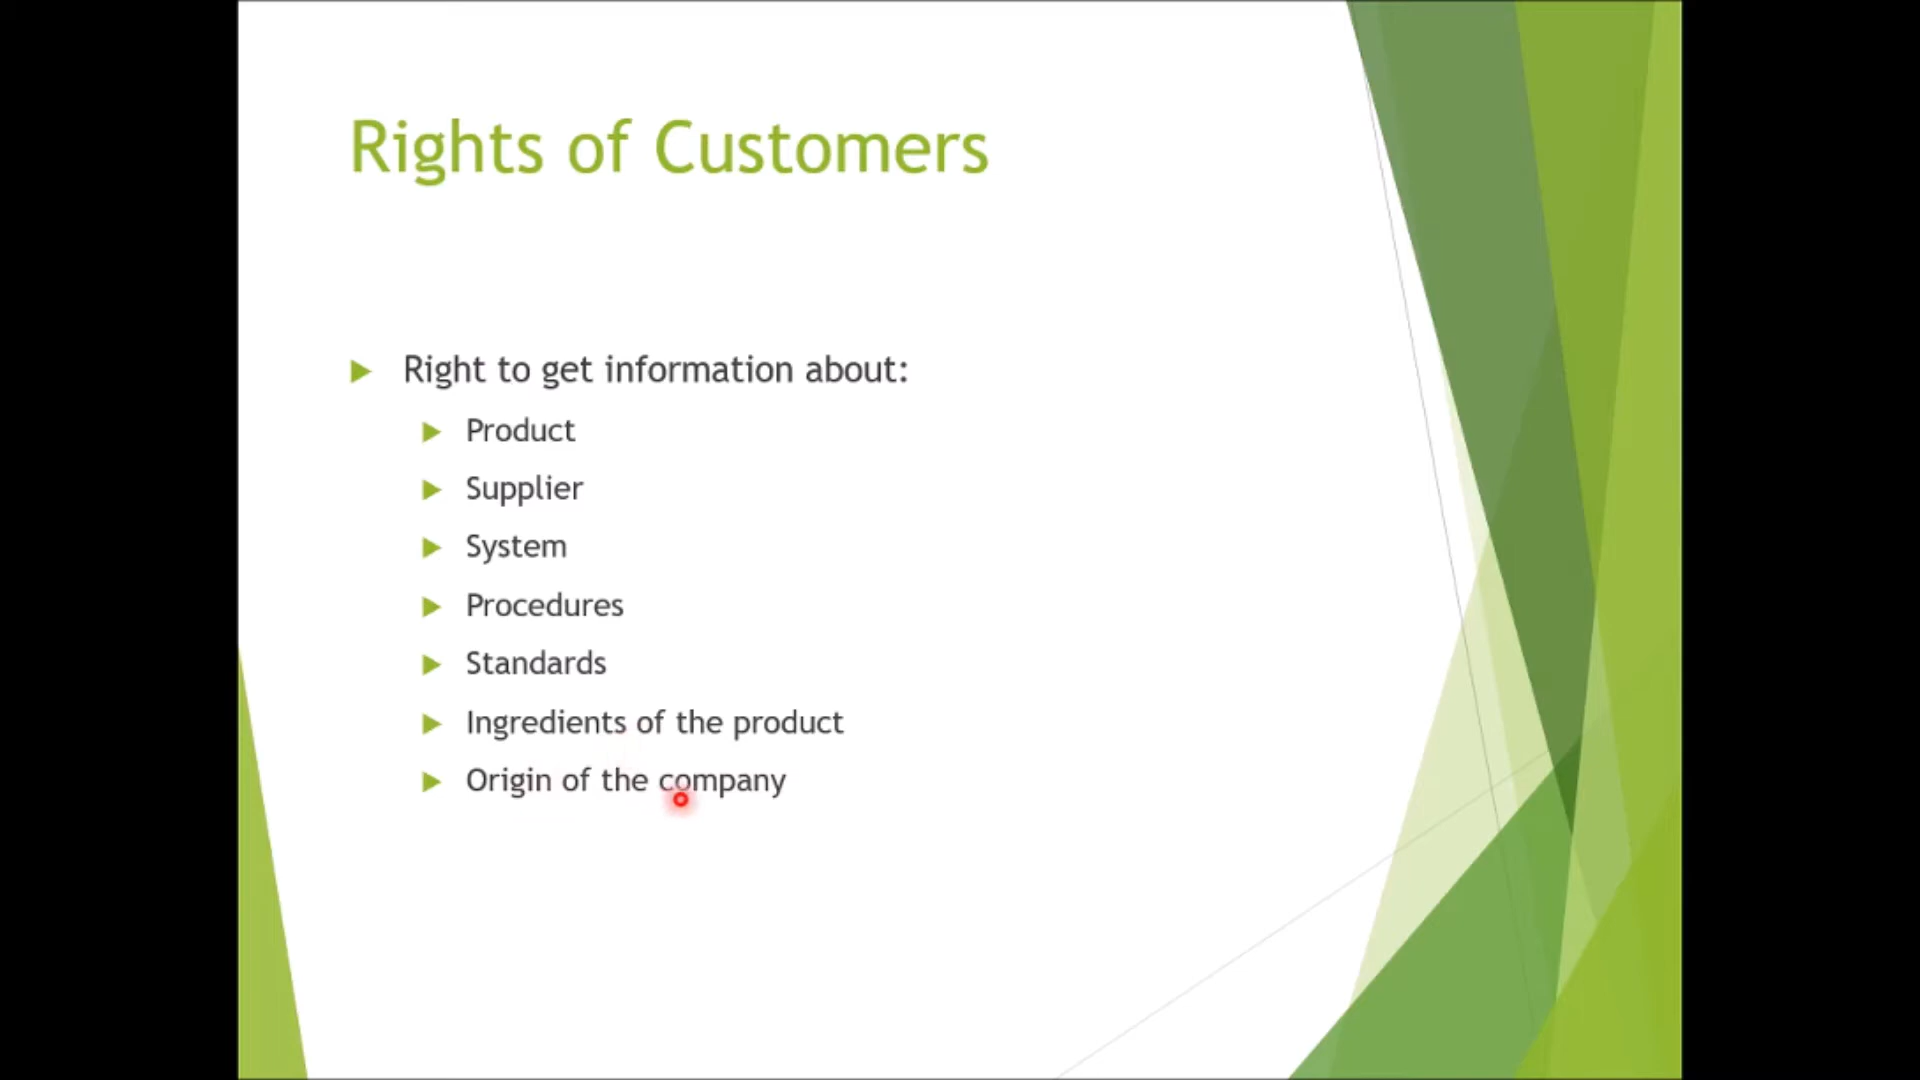 Rights of Customers
Right to get information about:
Product
Supplier
System
Procedures
Standards
Ingredients of the product
Origin of the company